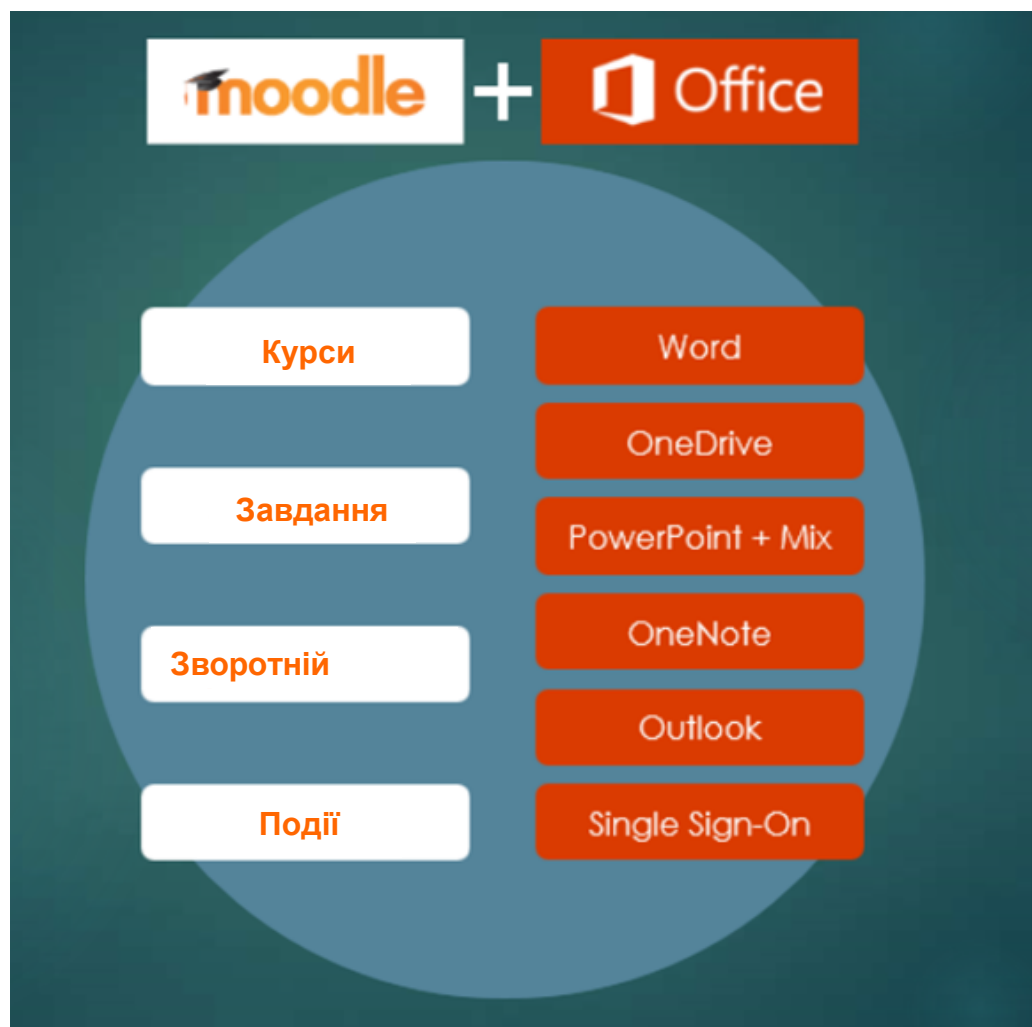 moodle + Office
Курси
Word
OneDrive
Завдання
PowerPoint + Mix
Зворотній
OneNote
Outlook
Події
Single Sign-On